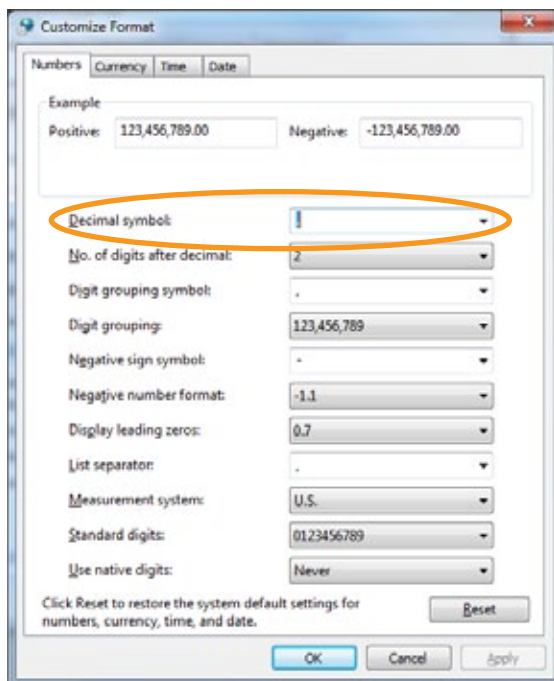 Customize Format
Numbers Currency Time Date
Example
Positive: 123,456,789.00 Negative: -123,456,789.00
Decimal symbol: .
No. of digits after decimal: 2
Digit grouping symbol: ,
Digit grouping: 123,456,789
Negative sign symbol: -
Negative number format: -1.1
Display leading zeros: 0.7
List separator: ,
Measurement system: U.S.
Standard digits: 0123456789
Use native digits: Never
Click Reset to restore the system default settings for
numbers, currency, time, and date.
Reset
OK Cancel Apply